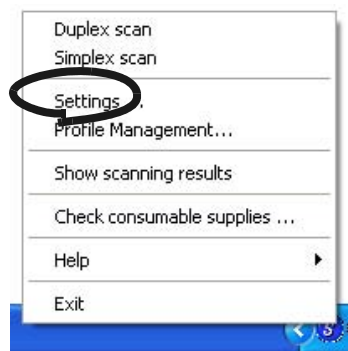 Duplex scan
Simplex scan
Settings ...
Profile Management...
Show scanning results
Check consumable supplies ...
Help
Exit
S